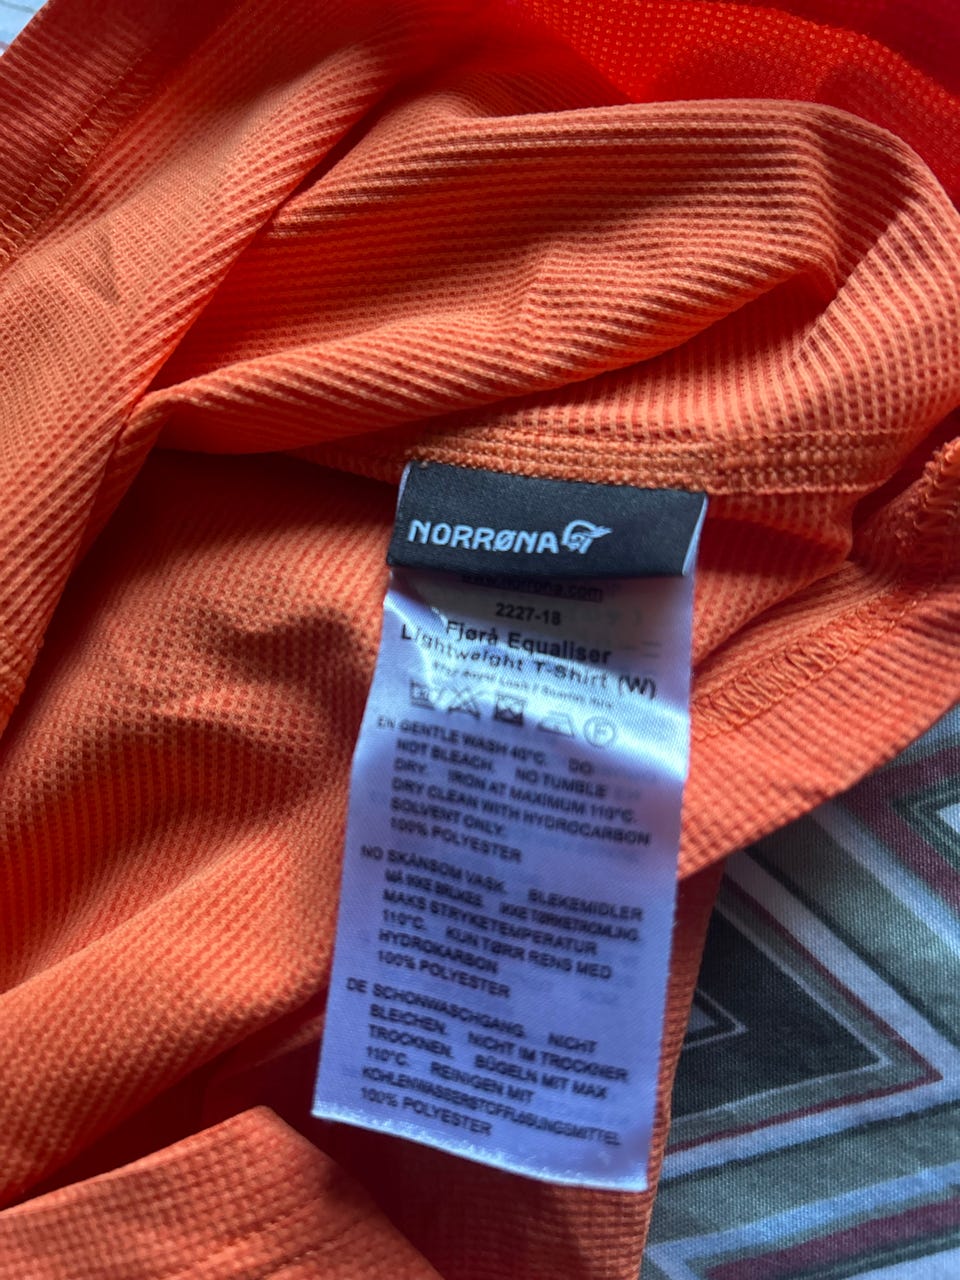 NORRØNA
www.norrona.com
2227-18
Fjørå Equaliser
Lightweight T-Shirt (W)
EN GENTLE WASH 40°C. DO
NOT BLEACH. NO TUMBLE
DRY. IRON AT MAXIMUM 110°C.
DRY CLEAN WITH HYDROCARBON
SOLVENT ONLY.
100% POLYESTER
NO SKÅNSOM VASK. BLEKEMIDLER
MÅ IKKE BRUKES. IKKE TØRKETROMLING.
MAKS STRYKETEMPERATUR
110°C. KUN TØRR RENS MED
HYDROKARBON
100% POLYESTER
DE SCHONWASCHGANG. NICHT
BLEICHEN. NICHT IM TROCKNER
TROCKNEN. BÜGELN MIT MAX
110°C. REINIGEN MIT
KOHLENWASSERSTOFFLÖSUNGSMITTEL
100% POLYESTER